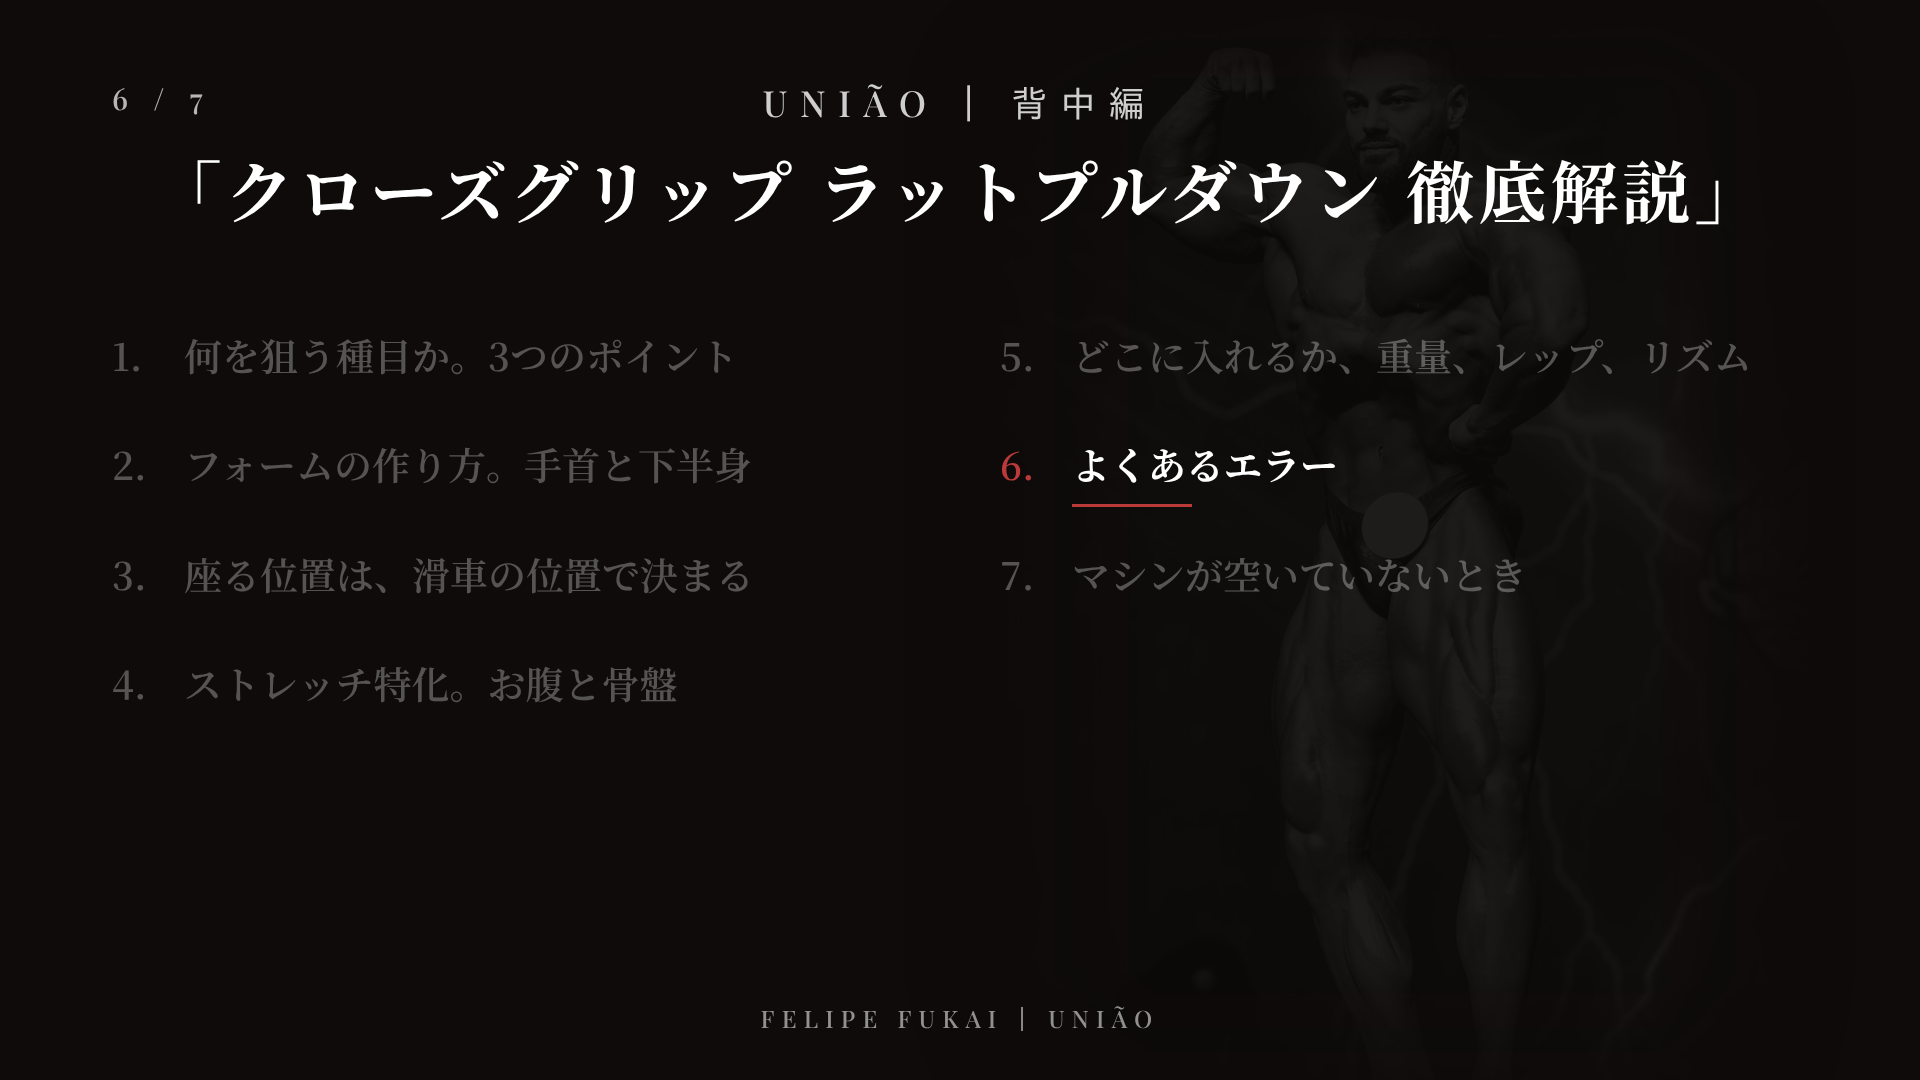 6 / 7
UNIÃO | 背中編
「クローズグリップ ラットプルダウン 徹底解説」
1. 何を狙う種目か。3つのポイント
2. フォームの作り方。手首と下半身
3. 座る位置は、滑車の位置で決まる
4. ストレッチ特化。お腹と骨盤
5. どこに入れるか、重量、レップ、リズム
6. よくあるエラー
7. マシンが空いていないとき
FELIPE FUKAI | UNIÃO